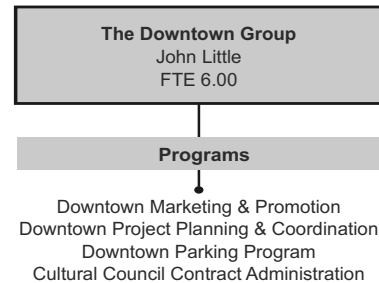 The Downtown Group
John Little
FTE 6.00
Programs
Downtown Marketing & Promotion
Downtown Project Planning & Coordination
Downtown Parking Program
Cultural Council Contract Administration